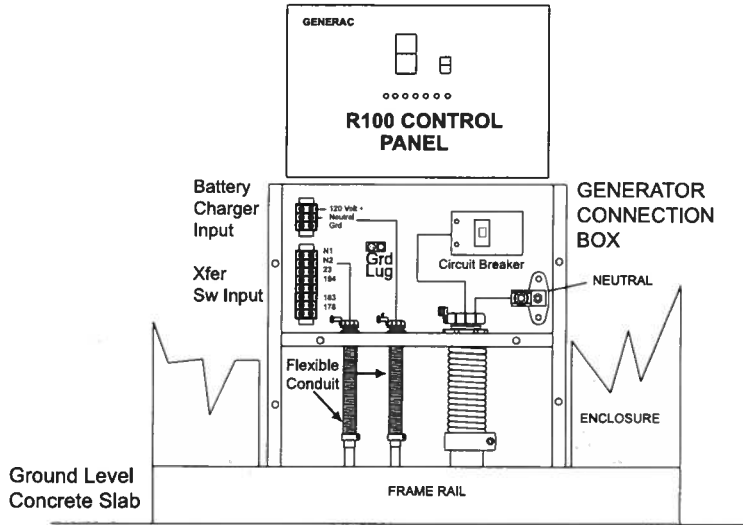 GENERAC
R100 CONTROL
PANEL
Battery
Charger
Input
120 Volt +
Neutral
Grd
GENERATOR
CONNECTION
BOX
Xfer
Sw Input
N1
N2
23
194
183
178
Grd
Lug
Circuit Breaker
NEUTRAL
Flexible
Conduit
ENCLOSURE
Ground Level
Concrete Slab
FRAME RAIL